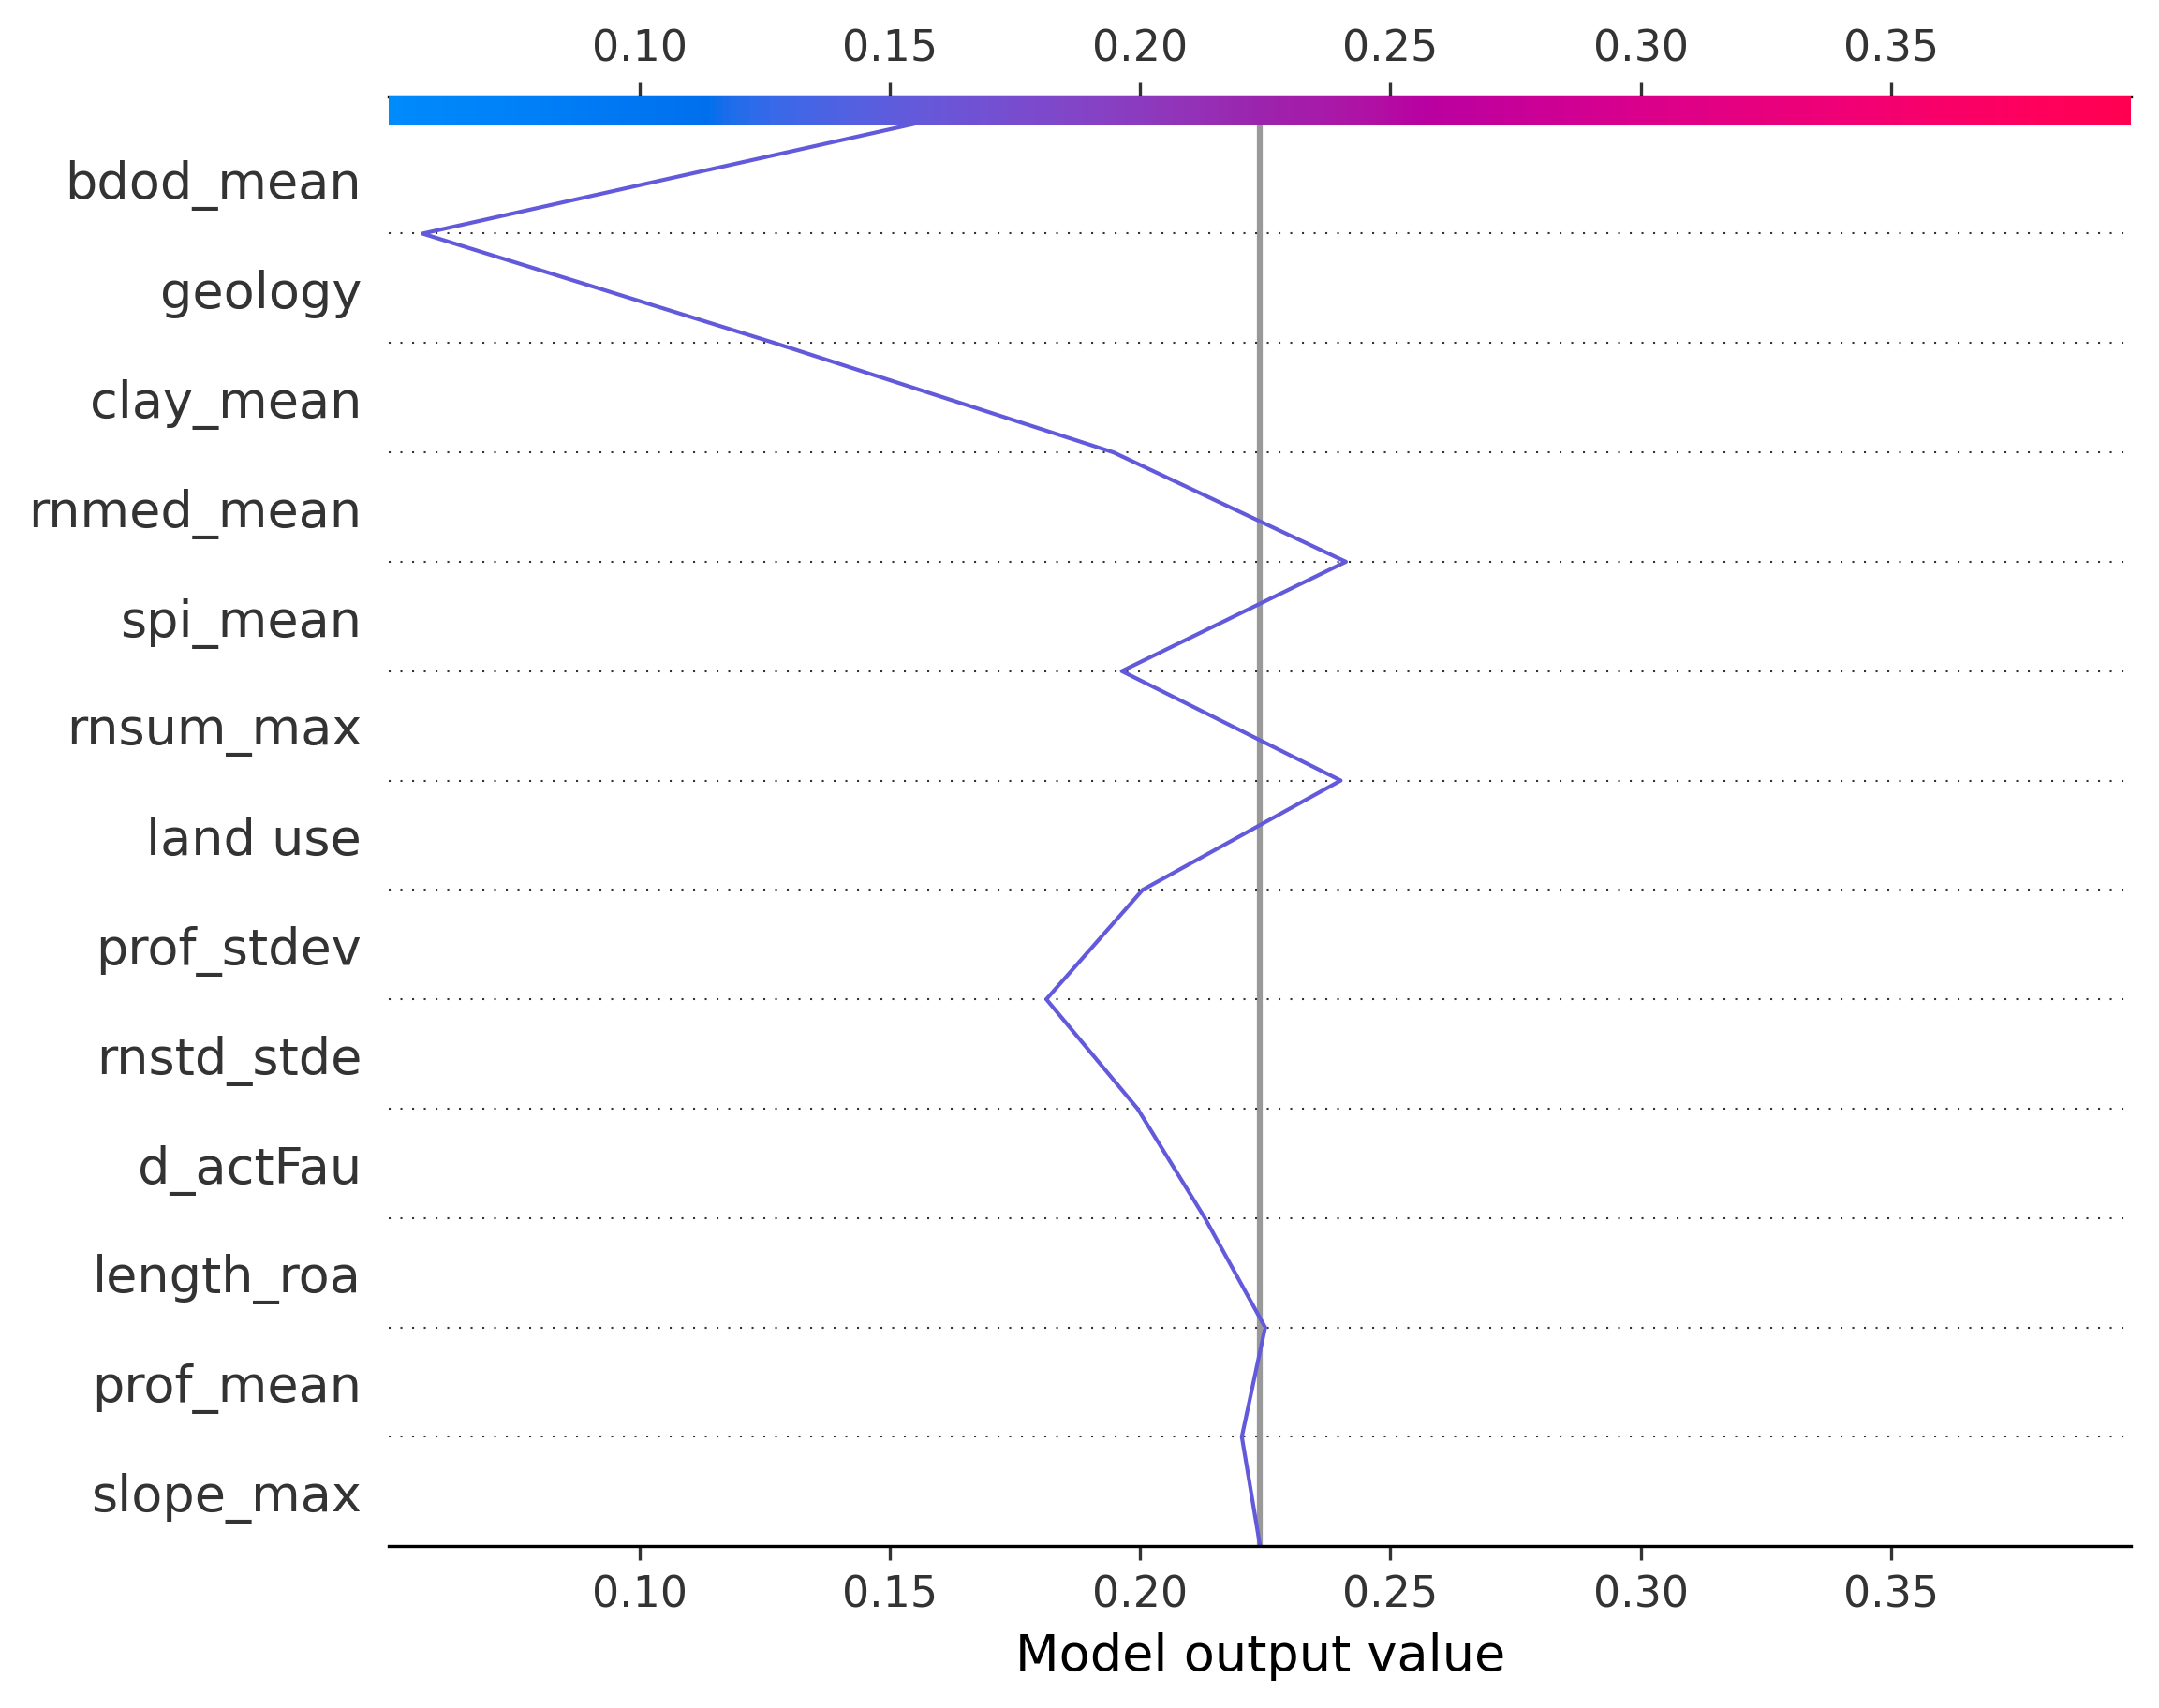 0.10 0.15 0.20 0.25 0.30 0.35
bdod_mean
geology
clay_mean
rnmed_mean
spi_mean
rnsum_max
land use
prof_stdev
rnstd_stde
d_actFau
length_roa
prof_mean
slope_max
0.10 0.15 0.20 0.25 0.30 0.35
Model output value